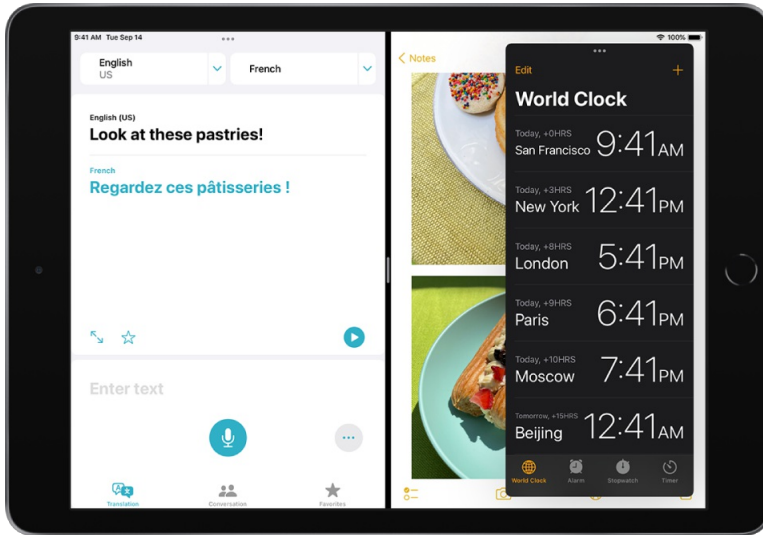 9:41 AM Tue Sep 14
100%
English
US
French
English (US)
Look at these pastries!
French
Regardez ces pâtisseries !
Enter text
Translation
Conversation
Favorites
Notes
Edit
World Clock
Today, +0HRS
San Francisco 9:41AM
Today, +3HRS
New York 12:41PM
Today, +8HRS
London 5:41PM
Today, +9HRS
Paris 6:41PM
Today, +10HRS
Moscow 7:41PM
Tomorrow, +15HRS
Beijing 12:41AM
World Clock
Alarm
Stopwatch
Timer